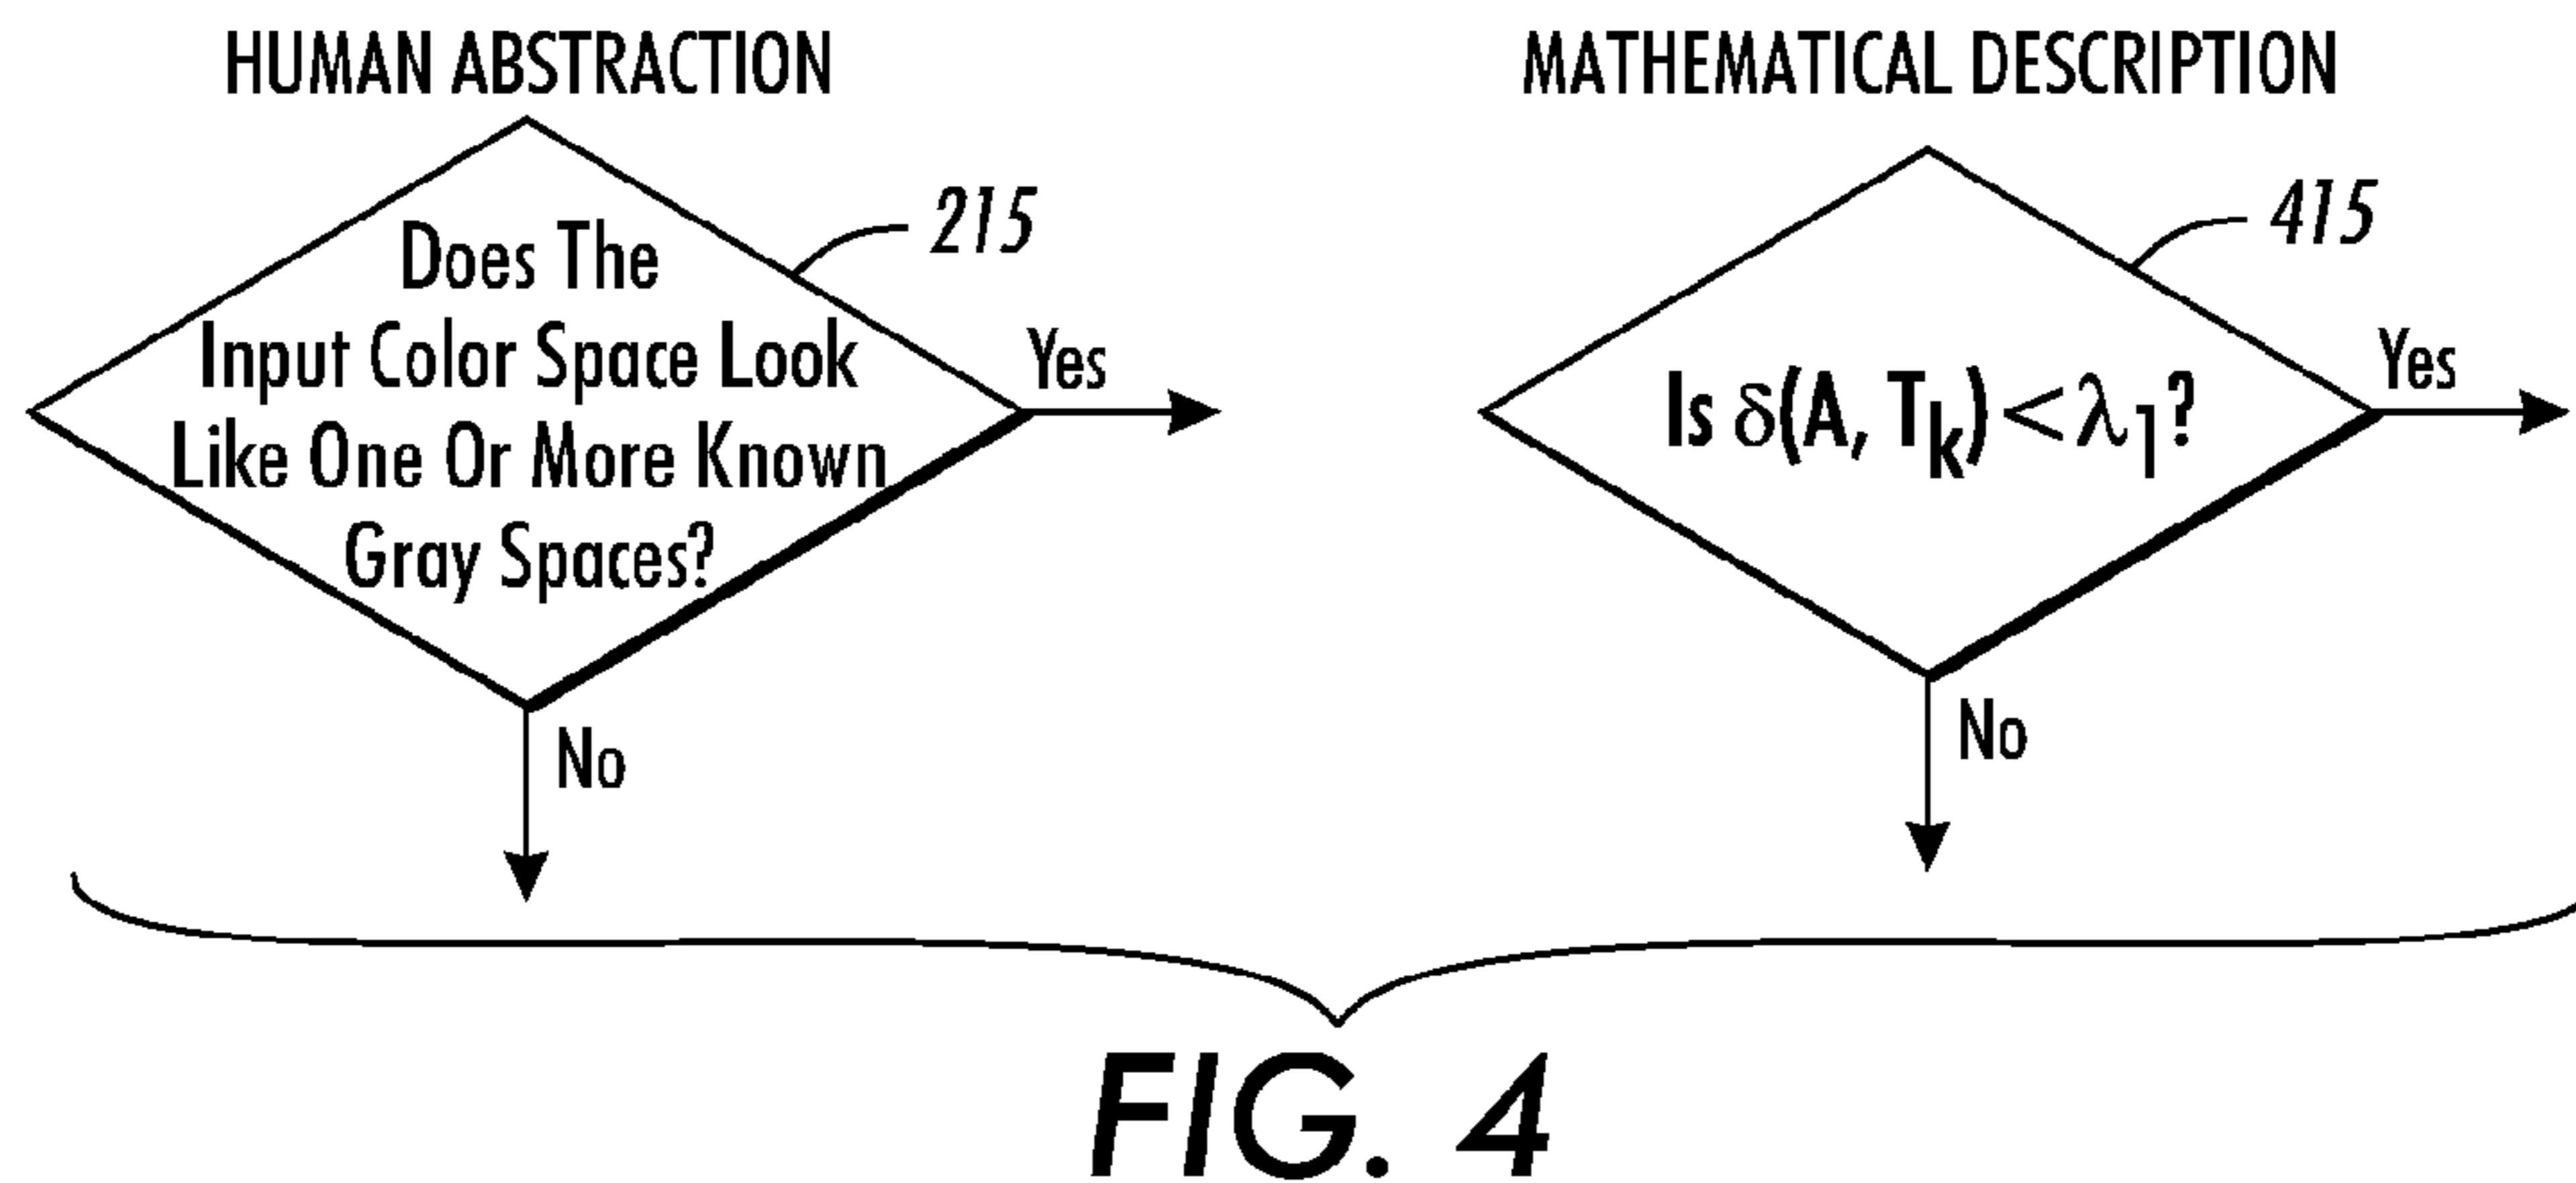 HUMAN ABSTRACTION
Does The
Input Color Space Look
Like One Or More Known
Gray Spaces?
215
Yes
No
MATHEMATICAL DESCRIPTION
Is δ(A, Tk) < λ1?
415
Yes
No
FIG. 4